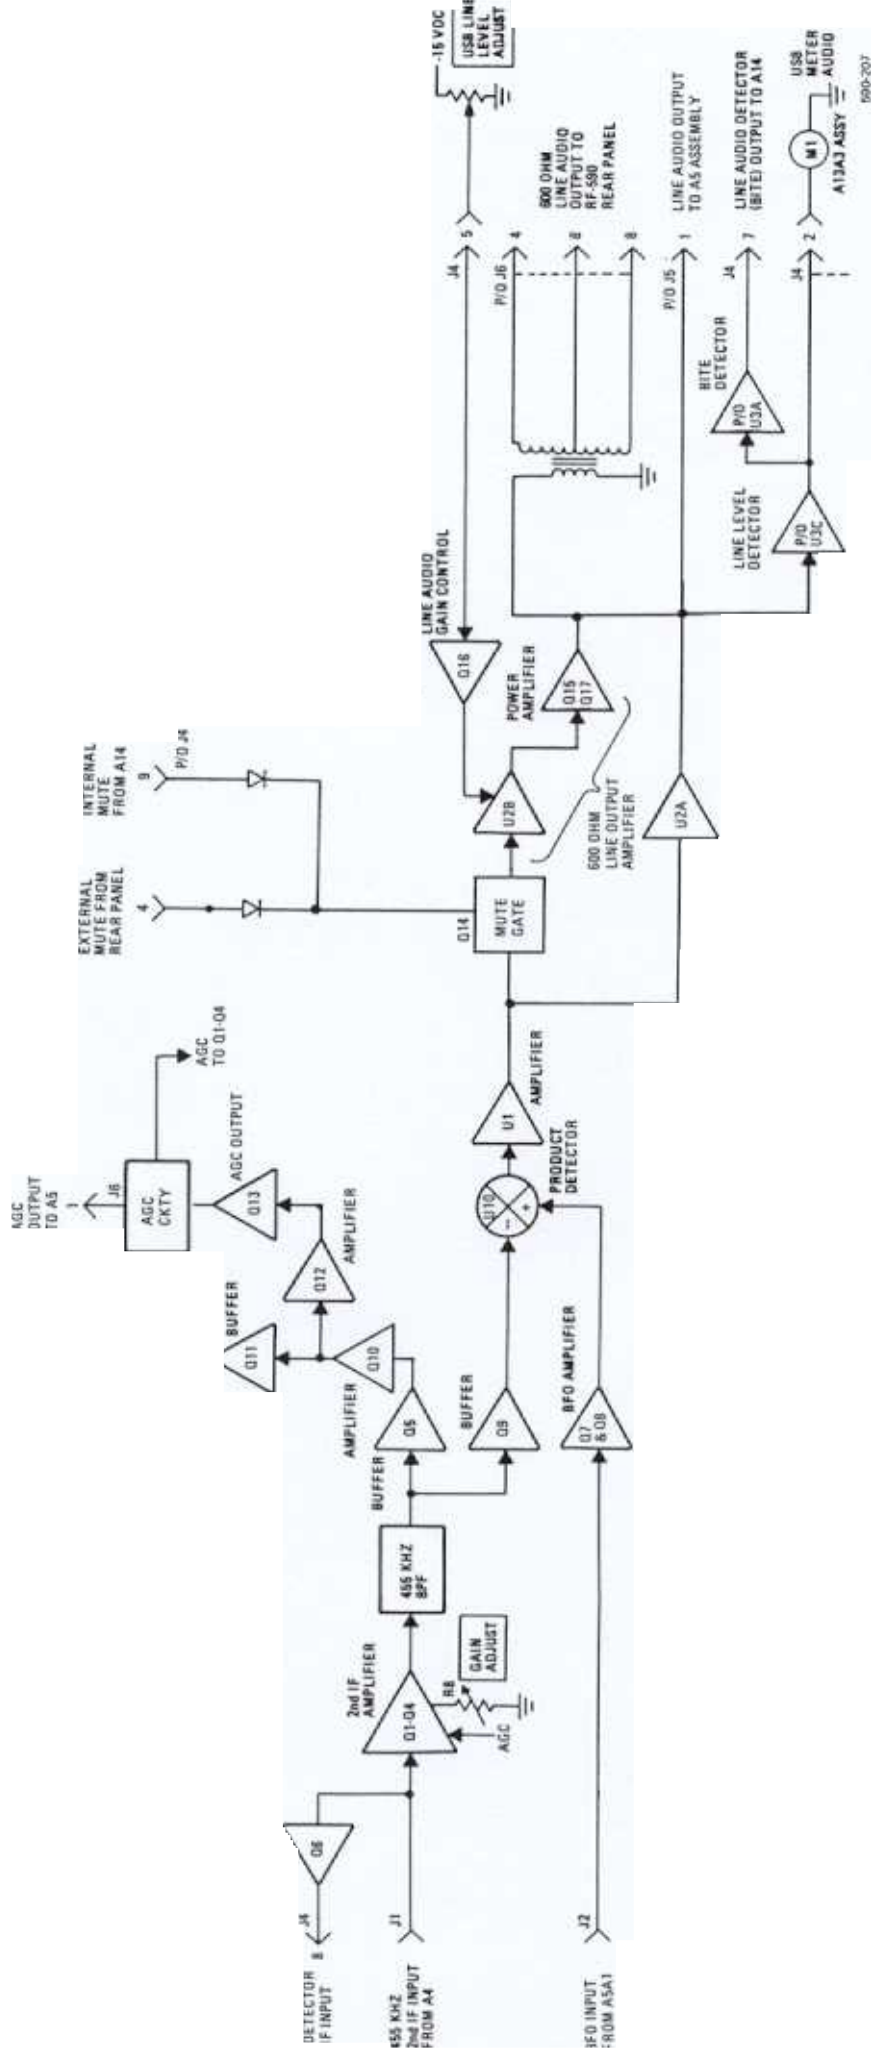 DETECTOR
IF INPUT
8
J4
Q6
455 KHZ
2nd IF INPUT
FROM A4
J1
BFO INPUT
FROM A5A1
J2
2nd IF
AMPLIFIER
Q1-Q4
R8
GAIN
ADJUST
AGC
455 KHZ
BPF
BUFFER
Q5
AMPLIFIER
Q10
BUFFER
Q11
BUFFER
Q9
BFO AMPLIFIER
Q7
& Q8
Q12
AMPLIFIER
Q13
AGC OUTPUT
AGC
CKTY
AGC
OUTPUT
TO A5
1
J6
AGC
TO Q1-Q4
U10
-
+
PRODUCT
DETECTOR
U1
AMPLIFIER
EXTERNAL
MUTE FROM
REAR PANEL
4
INTERNAL
MUTE
FROM A14
9
P/O J4
Q14
MUTE
GATE
U2B
600 OHM
LINE OUTPUT
AMPLIFIER
U2A
POWER
AMPLIFIER
Q15
Q17
LINE AUDIO
GAIN CONTROL
Q16
J4
5
-15 VDC
USB LINE
LEVEL
ADJUST
P/O J6
4
6
8
600 OHM
LINE AUDIO
OUTPUT TO
RF-590
REAR PANEL
P/O J5
1
LINE AUDIO OUTPUT
TO A5 ASSEMBLY
BITE
DETECTOR
P/O
U3A
J4
7
LINE AUDIO DETECTOR
(BITE) OUTPUT TO A14
LINE LEVEL
DETECTOR
P/O
U3C
J4
2
M1
A13A3 ASSY
USB
METER
AUDIO
590-207